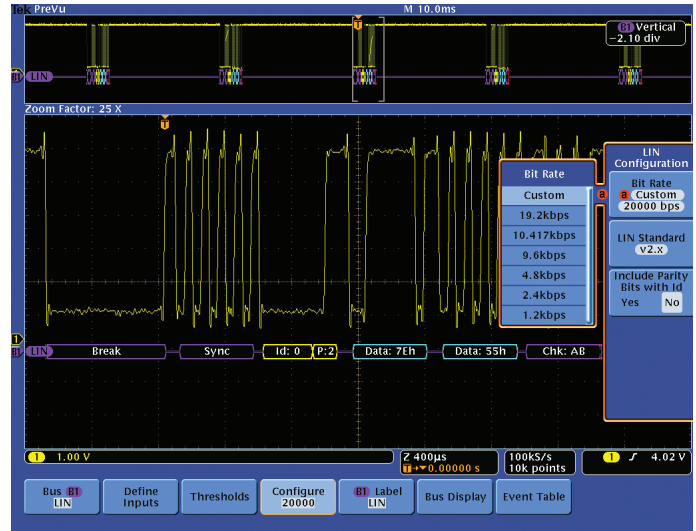 Tek PreVu
M 10.0ms
B1 Vertical
-2.10 div
T
B1 LIN
Zoom Factor: 25 X
T
Bit Rate
Custom
19.2kbps
10.417kbps
9.6kbps
4.8kbps
2.4kbps
1.2kbps
LIN
Configuration
Bit Rate
a Custom
20000 bps
a
LIN Standard
v2.x
Include Parity
Bits with Id
Yes No
1
B1 LIN Break Sync Id: 0 P:2 Data: 7Eh Data: 55h Chk: AB
1 1.00 V
Z 400µs
T→▼0.00000 s
100kS/s
10k points
1 ʃ 4.02 V
Bus B1
LIN
Define
Inputs
Thresholds
Configure
20000
B1 Label
LIN
Bus Display
Event Table